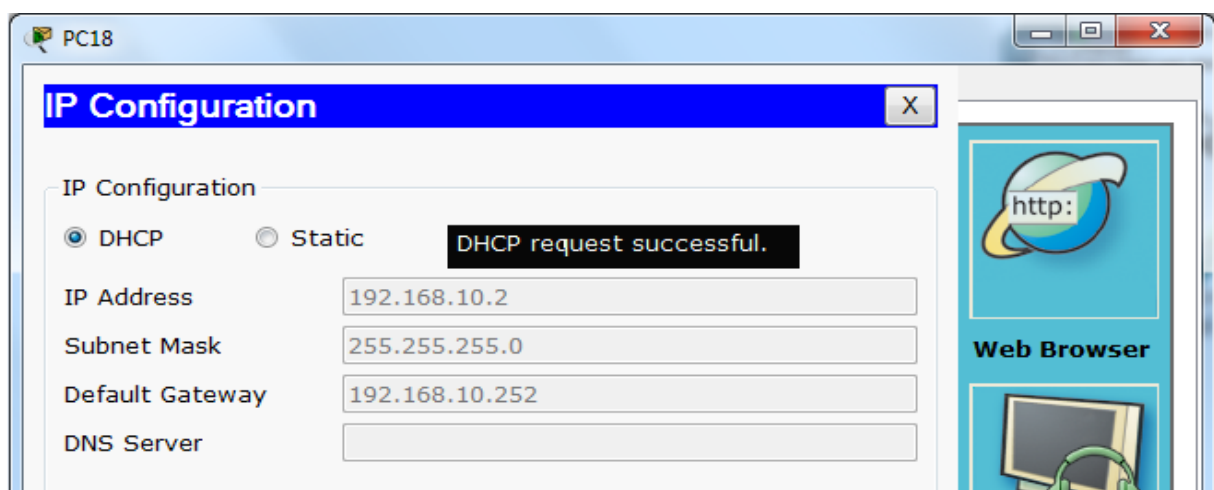 PC18
IP Configuration X
IP Configuration
DHCP Static DHCP request successful.
IP Address 192.168.10.2
Subnet Mask 255.255.255.0
Default Gateway 192.168.10.252
DNS Server
http:
Web Browser